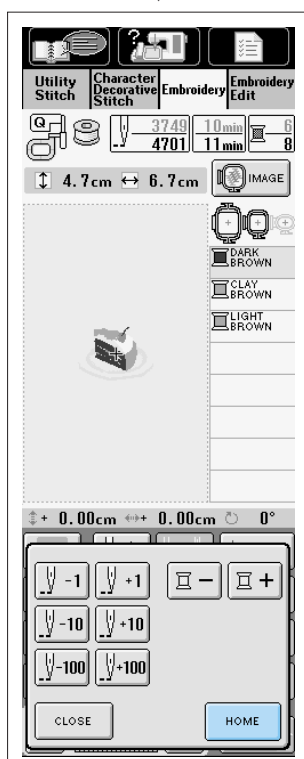 Utility Stitch
Character Decorative Stitch
Embroidery
Embroidery Edit
Q
3749 10min 6
4701 11min 8
4.7cm 6.7cm IMAGE
DARK BROWN
CLAY BROWN
LIGHT BROWN
+ 0.00cm + 0.00cm 0°
-1 +1 - +
-10 +10
-100 +100
CLOSE HOME